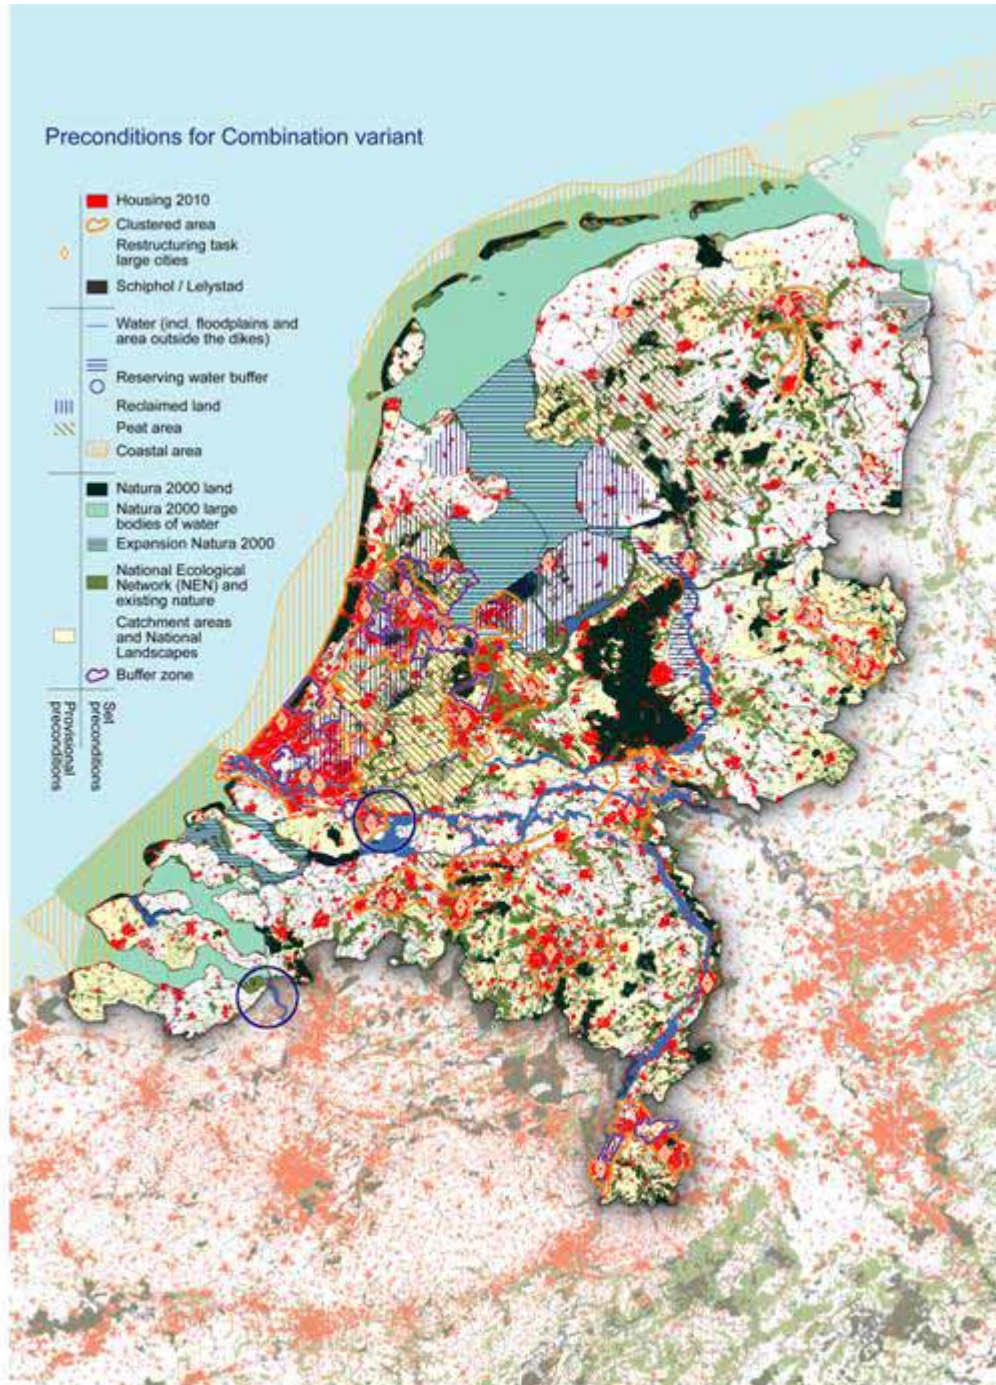 Preconditions for Combination variant
Housing 2010
Clustered area
Restructuring task
large cities
Schiphol / Lelystad
Water (incl. floodplains and
area outside the dikes)
Reserving water buffer
Reclaimed land
Peat area
Coastal area
Natura 2000 land
Natura 2000 large
bodies of water
Expansion Natura 2000
National Ecological
Network (NEN) and
existing nature
Catchment areas
and National
Landscapes
Buffer zone
Set
preconditions
Provisional
preconditions